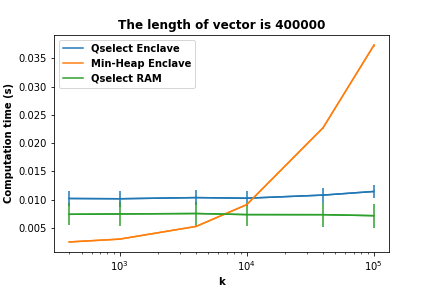 The length of vector is 400000
Qselect Enclave
Min-Heap Enclave
Qselect RAM
Computation time (s)
0.035
0.030
0.025
0.020
0.015
0.010
0.005
10³ 10⁴ 10⁵
k